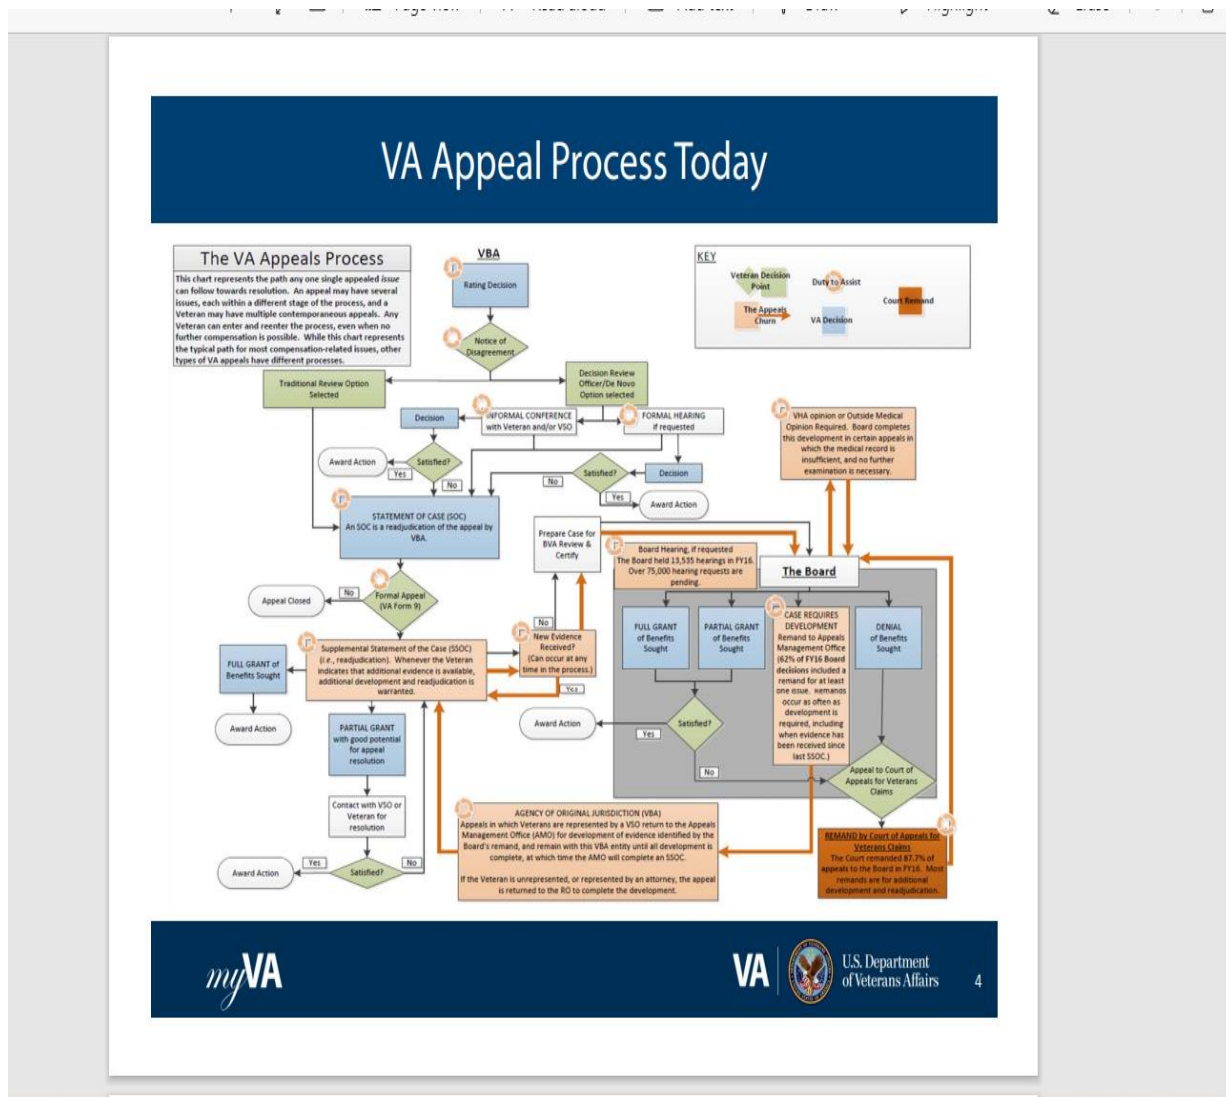 VA Appeal Process Today
The VA Appeals Process
This chart represents the path any one single appealed issue
can follow towards resolution. An appeal may have several
issues, each within a different stage of the process, and a
Veteran may have multiple contemporaneous appeals. Any
Veteran can enter and reenter the process, even when no
further compensation is possible. While this chart represents
the typical path for most compensation-related issues, other
types of VA appeals have different processes.
VBA
Rating Decision
Notice of
Disagreement
KEY
Veteran Decision
Point
Duty to Assist
Court Remand
The Appeals
Churn
VA Decision
Traditional Review Option
Selected
Decision Review
Officer/De Novo
Option selected
Decision
INFORMAL CONFERENCE
with Veteran and/or VSO
FORMAL HEARING
if requested
VHA opinion or Outside Medical
Opinion Required. Board completes
this development in certain appeals in
which the medical record is
insufficient, and no further
examination is necessary.
Award Action
Yes
Satisfied?
No
Satisfied?
No
Yes
Decision
Award Action
STATEMENT OF CASE (SOC)
An SOC is a readjudication of the appeal by
VBA.
Prepare Case for
BVA Review &
Certify
Board Hearing, if requested
The Board held 13,535 hearings in FY16.
Over 75,000 hearing requests are
pending.
The Board
Appeal Closed
No
Formal Appeal
(VA Form 9)
FULL GRANT
of Benefits
Sought
PARTIAL GRANT
of Benefits
Sought
CASE REQUIRES
DEVELOPMENT
Remand to Appeals
Management Office
(62% of FY16 Board
decisions included a
remand for at least
one issue. Remands
occur as often as
development is
required, including
when evidence has
been received since
last SSOC.)
DENIAL
of Benefits
Sought
FULL GRANT of
Benefits Sought
Supplemental Statement of the Case (SSOC)
(i.e., readjudication). Whenever the Veteran
indicates that additional evidence is available,
additional development and readjudication is
warranted.
No
New Evidence
Received?
(Can occur at any
time in the process.)
Yes
Award Action
PARTIAL GRANT
with good potential
for appeal
resolution
Award Action
Yes
Satisfied?
No
Appeal to Court of
Appeals for Veterans
Claims
Contact with VSO or
Veteran for
resolution
Award Action
Yes
Satisfied?
No
AGENCY OF ORIGINAL JURISDICTION (VBA)
Appeals in which Veterans are represented by a VSO return to the Appeals
Management Office (AMO) for development of evidence identified by the
Board's remand, and remain with this VBA entity until all development is
complete, at which time the AMO will complete an SSOC.
If the Veteran is unrepresented, or represented by an attorney, the appeal
is returned to the RO to complete the development.
REMAND by Court of Appeals for
Veterans Claims
The Court remanded 87.7% of
appeals to the Board in FY16. Most
remands are for additional
development and readjudication.
myVA
VA
U.S. Department
of Veterans Affairs
4